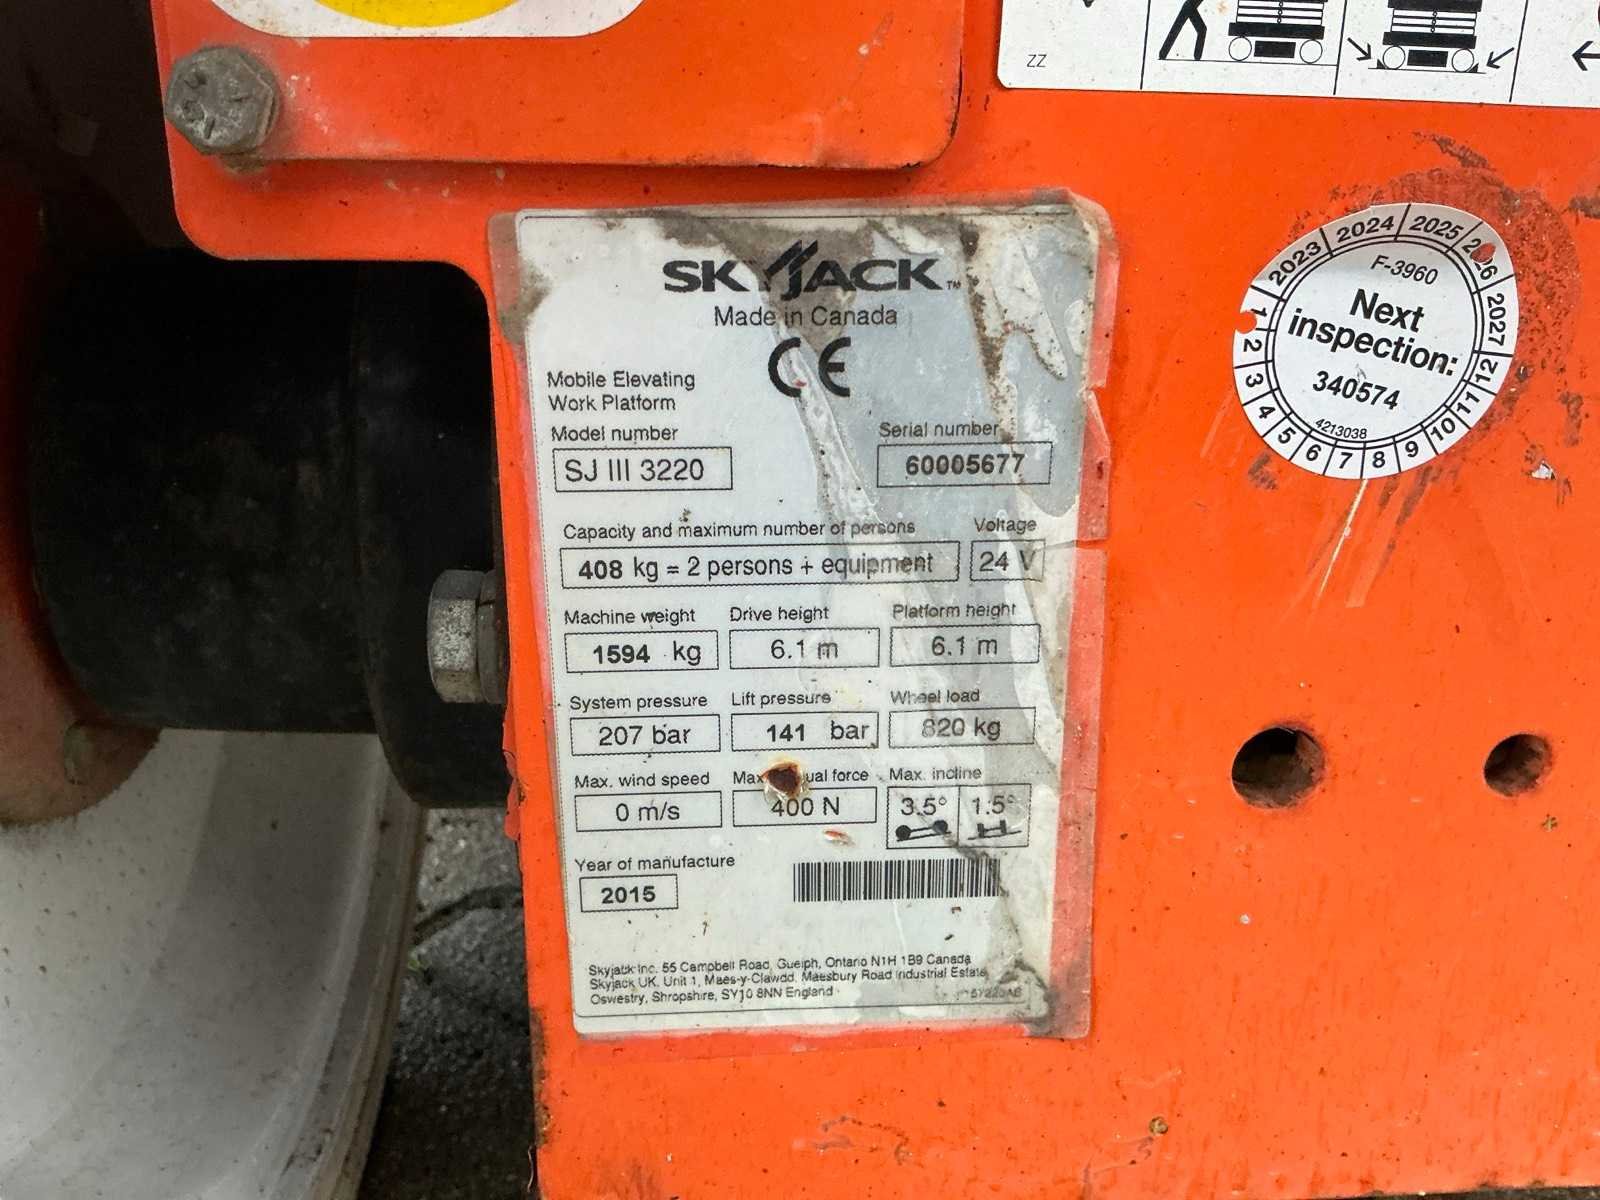 ZZ
SKYJACK™
Made in Canada
CE
Mobile Elevating
Work Platform
Model number
SJ III 3220
Serial number
60005677
Capacity and maximum number of persons
408 kg = 2 persons + equipment
Voltage
24 V
Machine weight
1594 kg
Drive height
6.1 m
Platform height
6.1 m
System pressure
207 bar
Lift pressure
141 bar
Wheel load
820 kg
Max. wind speed
0 m/s
Max force
400 N
Max. incline
3.5° 1.5°
Year of manufacture
2015
Skyjack Inc. 55 Campbell Road, Guelph, Ontario N1H 1B9 Canada
Skyjack UK. Unit 1, Maes-y-Clawdd, Maesbury Road Industrial Estate
Oswestry, Shropshire, SY10 8NN England
2023 2024 2025 2026 2027
F-3960
Next
inspection:
340574
4213038
1 2 3 4 5 6 7 8 9 10 11 12